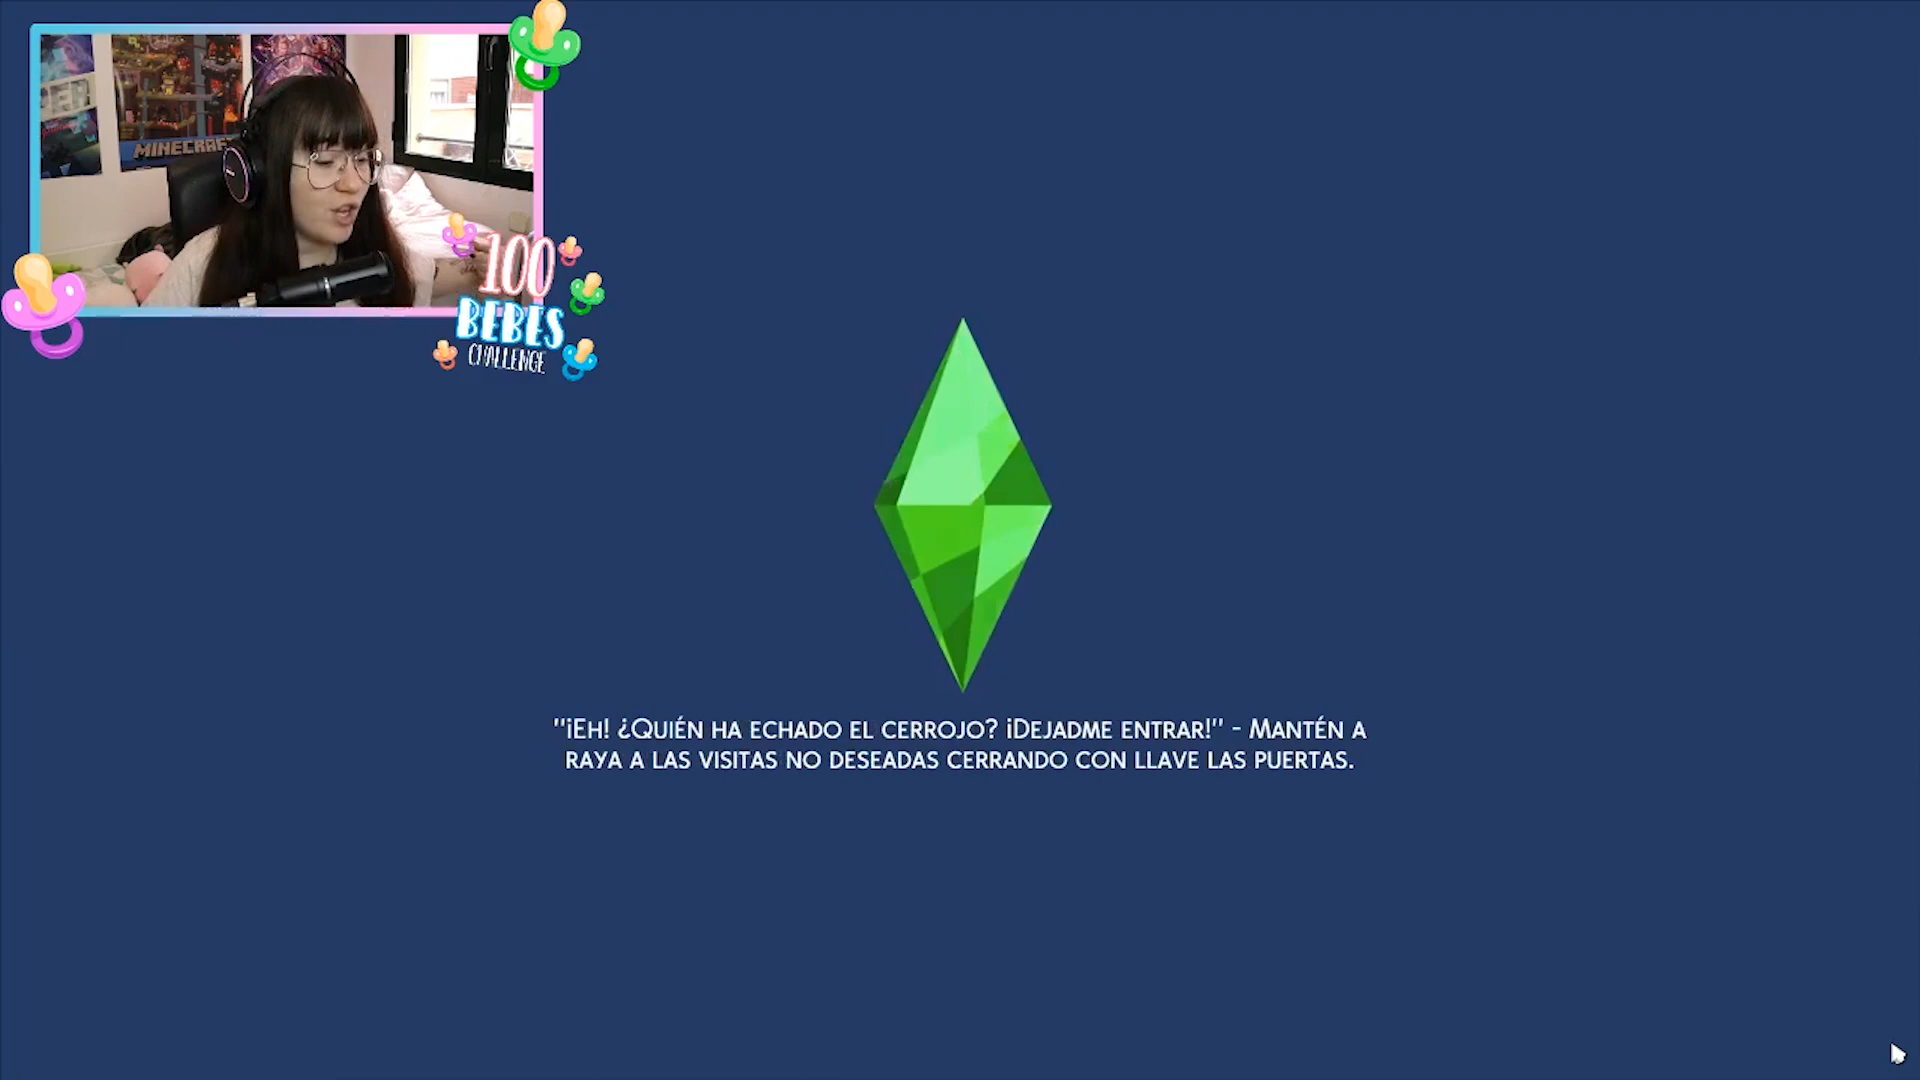 MINECRAF
100
BEBES
CHALLENGE
"¡Eh! ¿Quién ha echado el cerrojo? ¡Dejadme entrar!" - Mantén a
raya a las visitas no deseadas cerrando con llave las puertas.